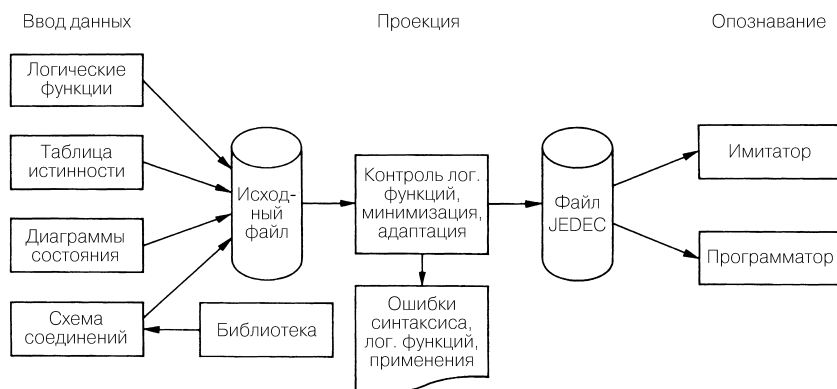 Ввод данных
Проекция
Опознавание
Логические
функции
Таблица
истинности
Диаграммы
состояния
Схема
соединений
Библиотека
Исход-
ный
файл
Контроль лог.
функций,
минимизация,
адаптация
Ошибки
синтаксиса,
лог. функций,
применения
Файл
JEDEC
Имитатор
Программатор